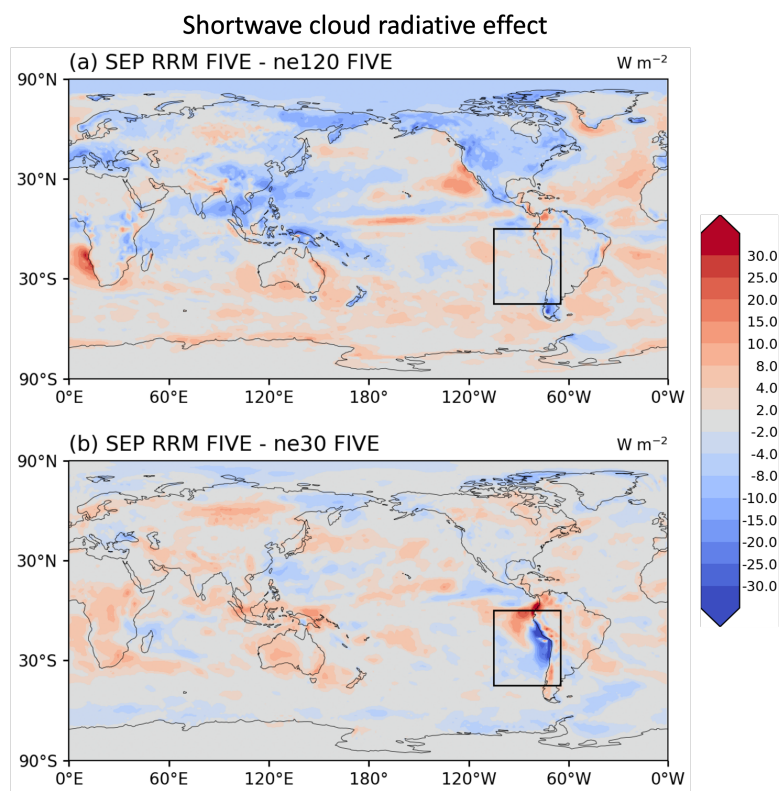 Shortwave cloud radiative effect
(a) SEP RRM FIVE - ne120 FIVE W m⁻²
90°N
30°N
30°S
90°S
0°E 60°E 120°E 180° 120°W 60°W 0°W
(b) SEP RRM FIVE - ne30 FIVE W m⁻²
90°N
30°N
30°S
90°S
0°E 60°E 120°E 180° 120°W 60°W 0°W
30.0
25.0
20.0
15.0
10.0
8.0
4.0
2.0
-2.0
-4.0
-8.0
-10.0
-15.0
-20.0
-25.0
-30.0